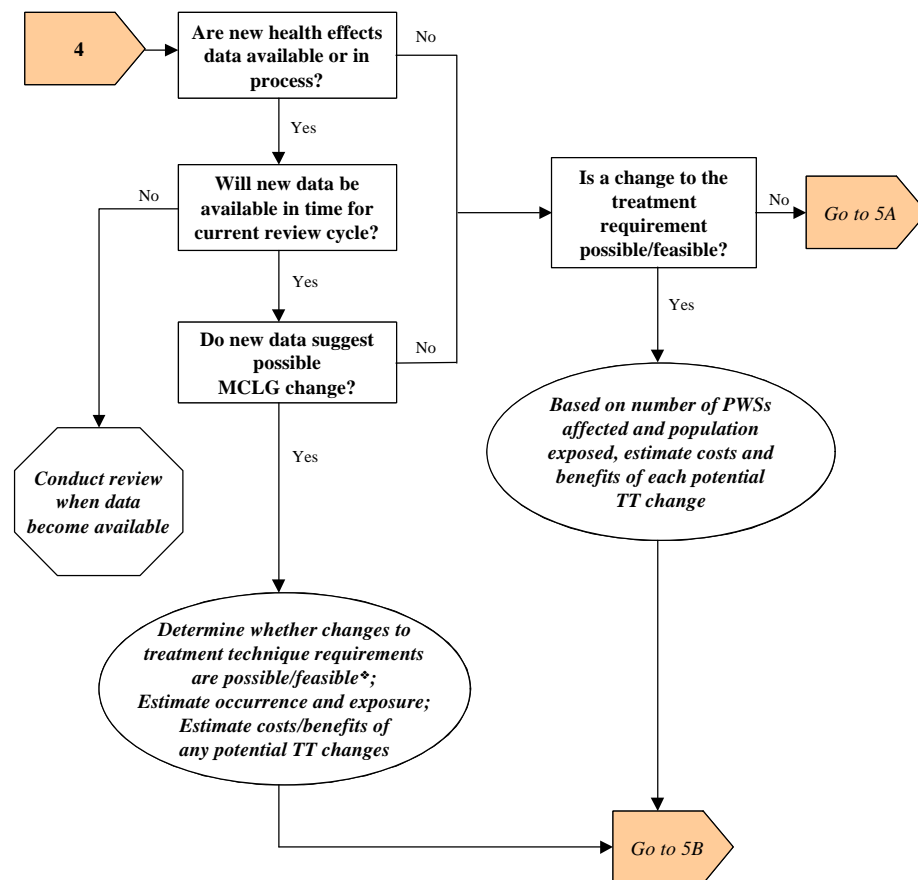 4
Are new health effects
data available or in
process?
No
Yes
Will new data be
available in time for
current review cycle?
No
Is a change to the
treatment
requirement
possible/feasible?
No
Go to 5A
Yes
Yes
Do new data suggest
possible
MCLG change?
No
Based on number of PWSs
affected and population
exposed, estimate costs and
benefits of each potential
TT change
Yes
Conduct review
when data
become available
Determine whether changes to
treatment technique requirements
are possible/feasible❖;
Estimate occurrence and exposure;
Estimate costs/benefits of
any potential TT changes
Go to 5B